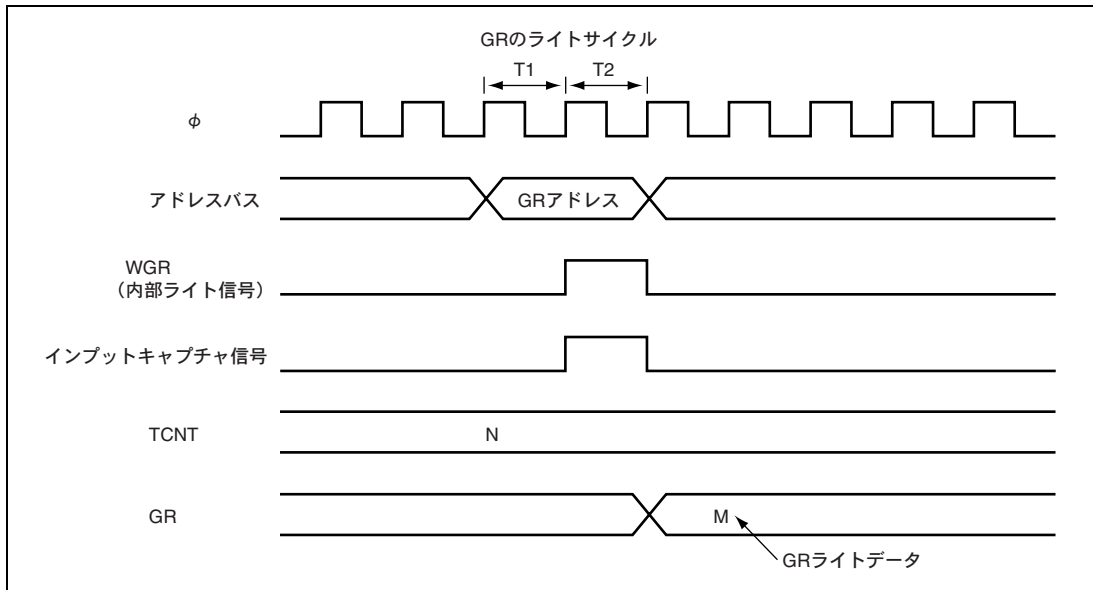 GRのライトサイクル
T1
T2
φ
アドレスバス
GRアドレス
WGR
（内部ライト信号）
インプットキャプチャ信号
TCNT
N
GR
M
GRライトデータ